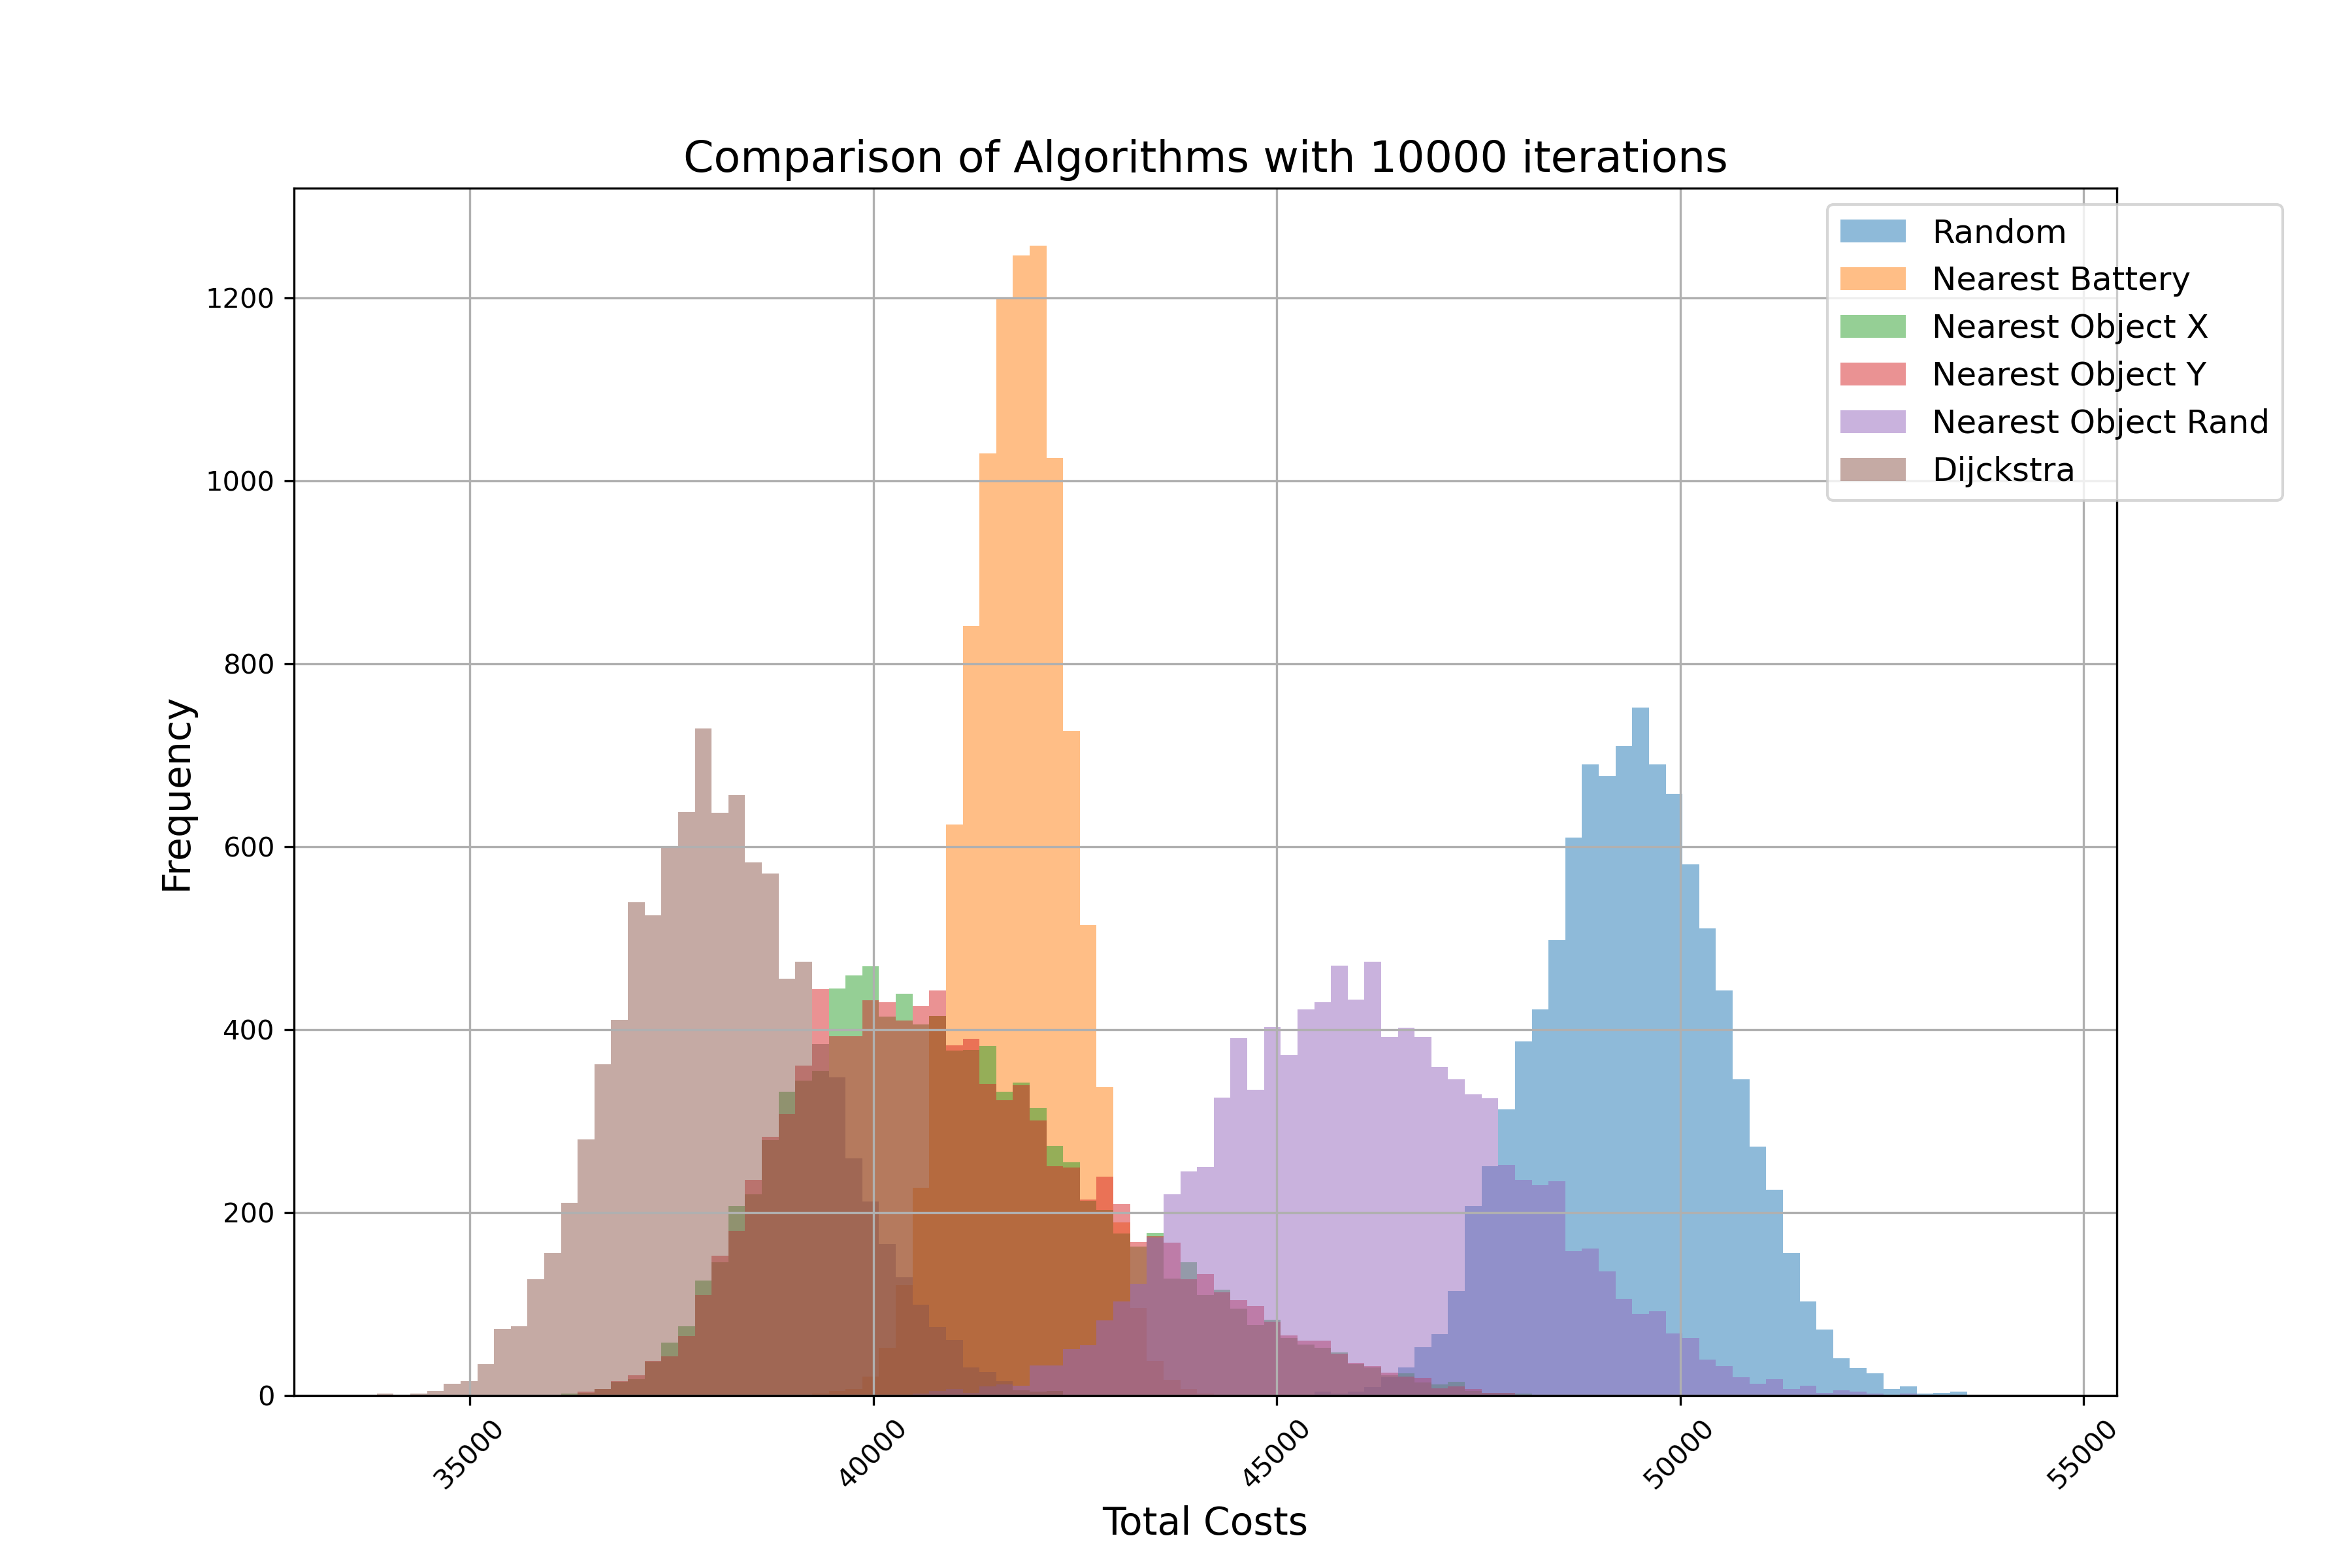 Comparison of Algorithms with 10000 iterations
Random
Nearest Battery
Nearest Object X
Nearest Object Y
Nearest Object Rand
Dijckstra
Frequency
1200
1000
800
600
400
200
0
35000
40000
45000
50000
55000
Total Costs